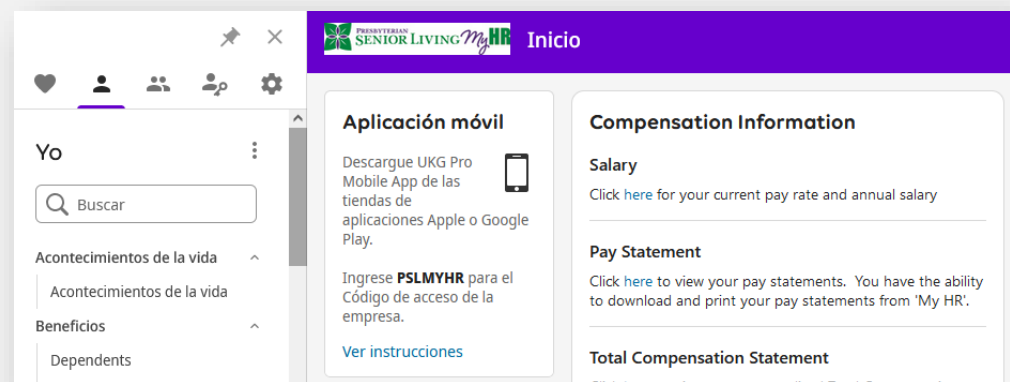 PRESBYTERIAN
SENIOR LIVING MyHR
Inicio
Yo
Buscar
Acontecimientos de la vida
Acontecimientos de la vida
Beneficios
Dependents
Aplicación móvil
Descargue UKG Pro
Mobile App de las
tiendas de
aplicaciones Apple o Google
Play.
Ingrese PSLMYHR para el
Código de acceso de la
empresa.
Ver instrucciones
Compensation Information
Salary
Click here for your current pay rate and annual salary
Pay Statement
Click here to view your pay statements. You have the ability
to download and print your pay statements from 'My HR'.
Total Compensation Statement